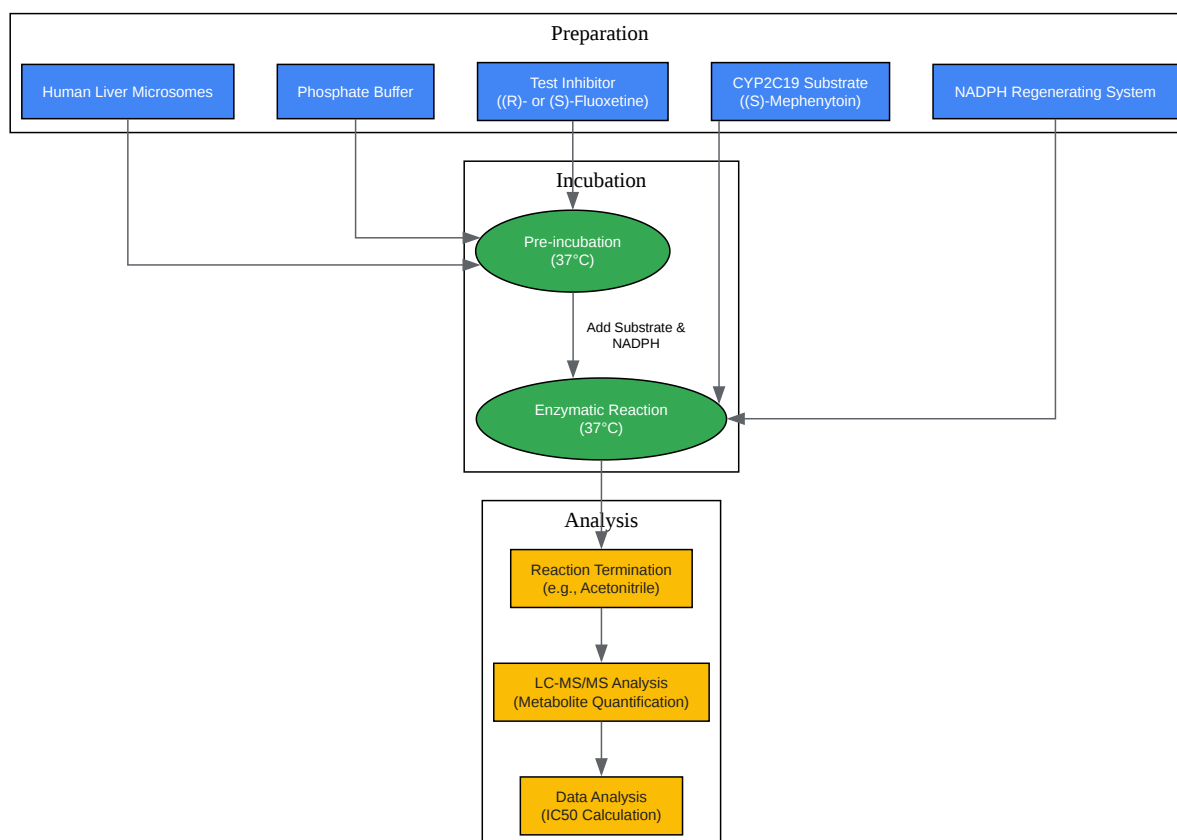 Preparation
Human Liver Microsomes
Phosphate Buffer
Test Inhibitor
((R)- or (S)-Fluoxetine)
CYP2C19 Substrate
((S)-Mephenytoin)
NADPH Regenerating System
Incubation
Pre-incubation
(37°C)
Add Substrate &
NADPH
Enzymatic Reaction
(37°C)
Analysis
Reaction Termination
(e.g., Acetonitrile)
LC-MS/MS Analysis
(Metabolite Quantification)
Data Analysis
(IC50 Calculation)